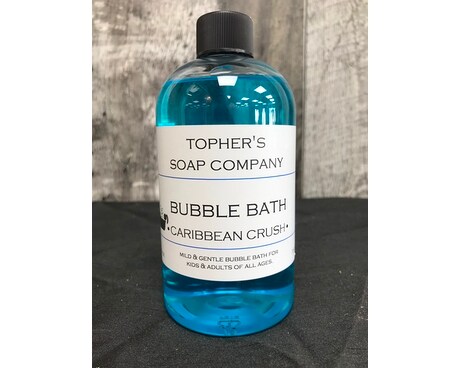 TOPHER'S
SOAP COMPANY
BUBBLE BATH
•CARIBBEAN CRUSH•
MILD & GENTLE BUBBLE BATH FOR
KIDS & ADULTS OF ALL AGES.